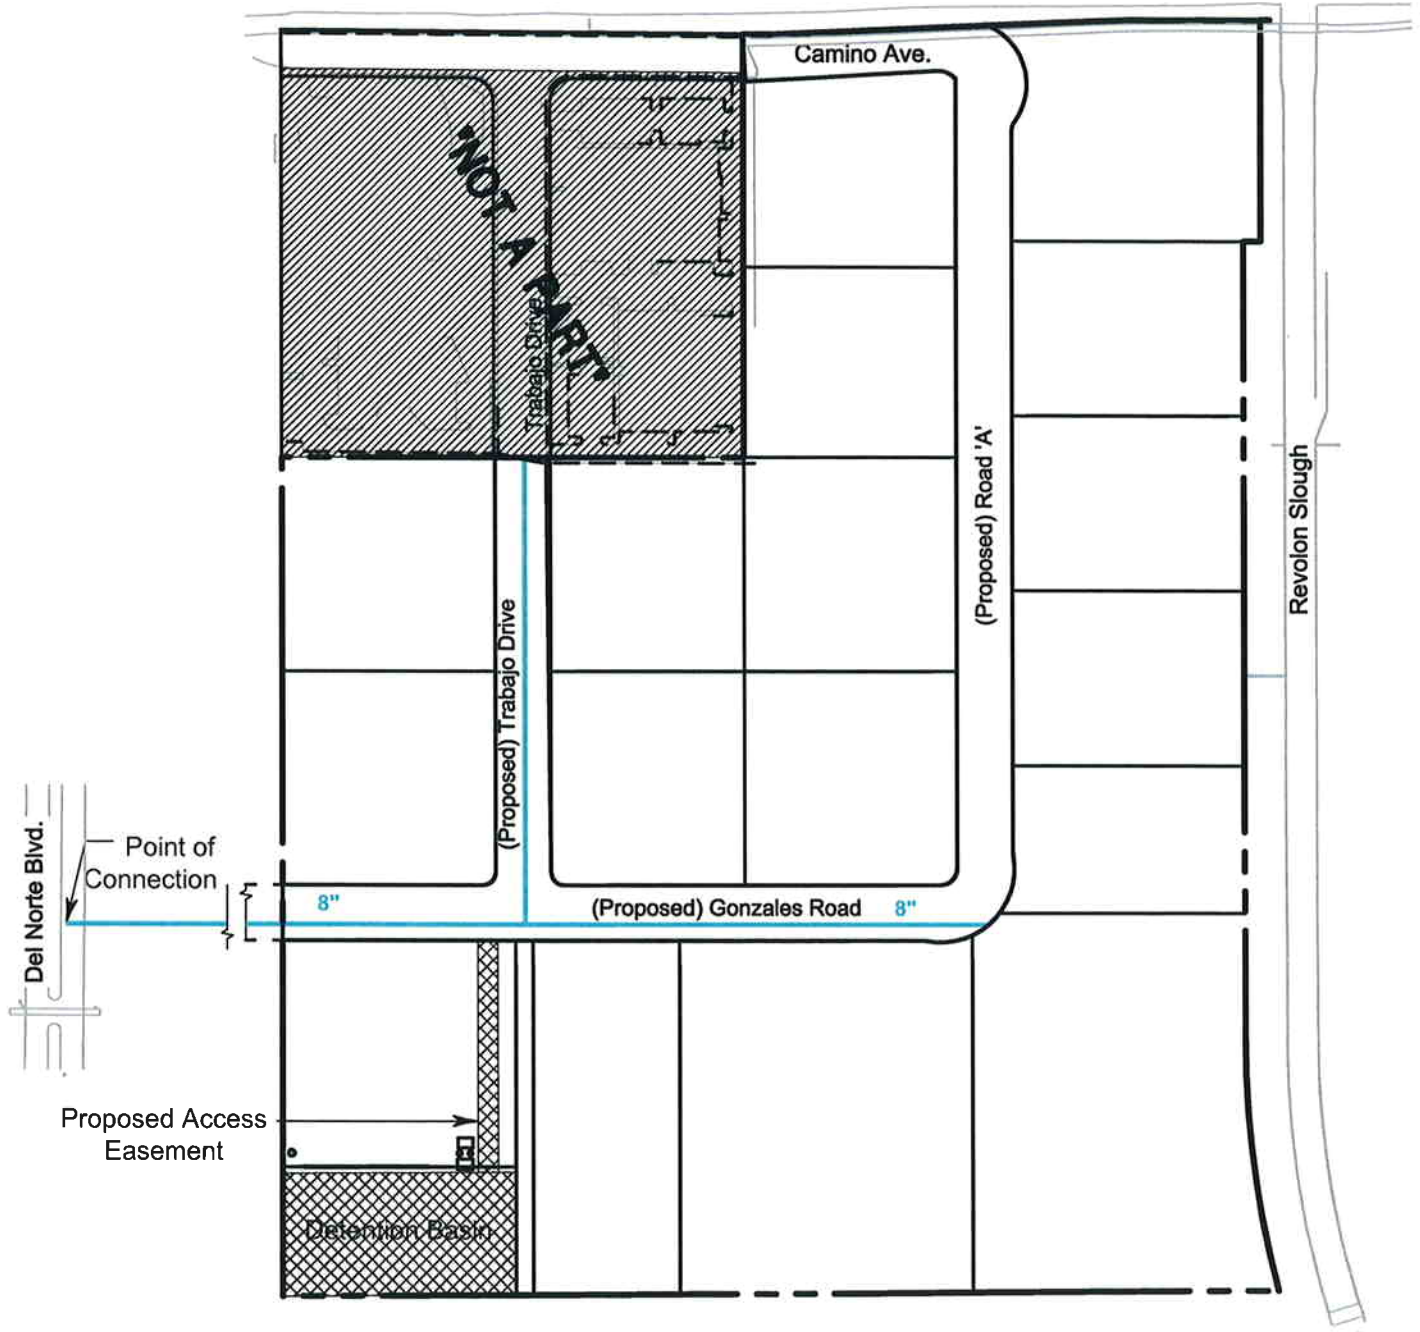 Camino Ave.
"NOT A PART"
Trabajo Drive
(Proposed) Road 'A'
Revolon Slough
(Proposed) Trabajo Drive
Del Norte Blvd.
Point of
Connection
8"
(Proposed) Gonzales Road
8"
Proposed Access
Easement
Detention Basin